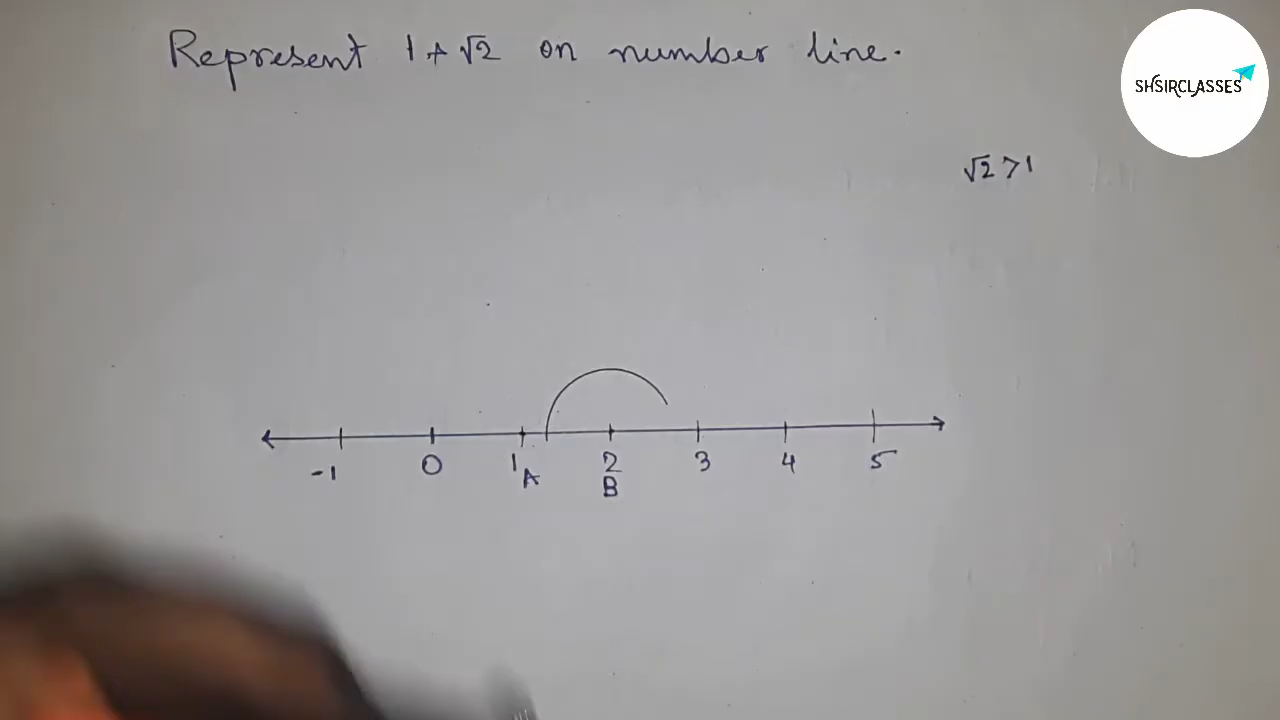 Represent 1+√2 on number line.
SHSIRCLASSES
√2 >1
-1 0 1 2 3 4 5
A B